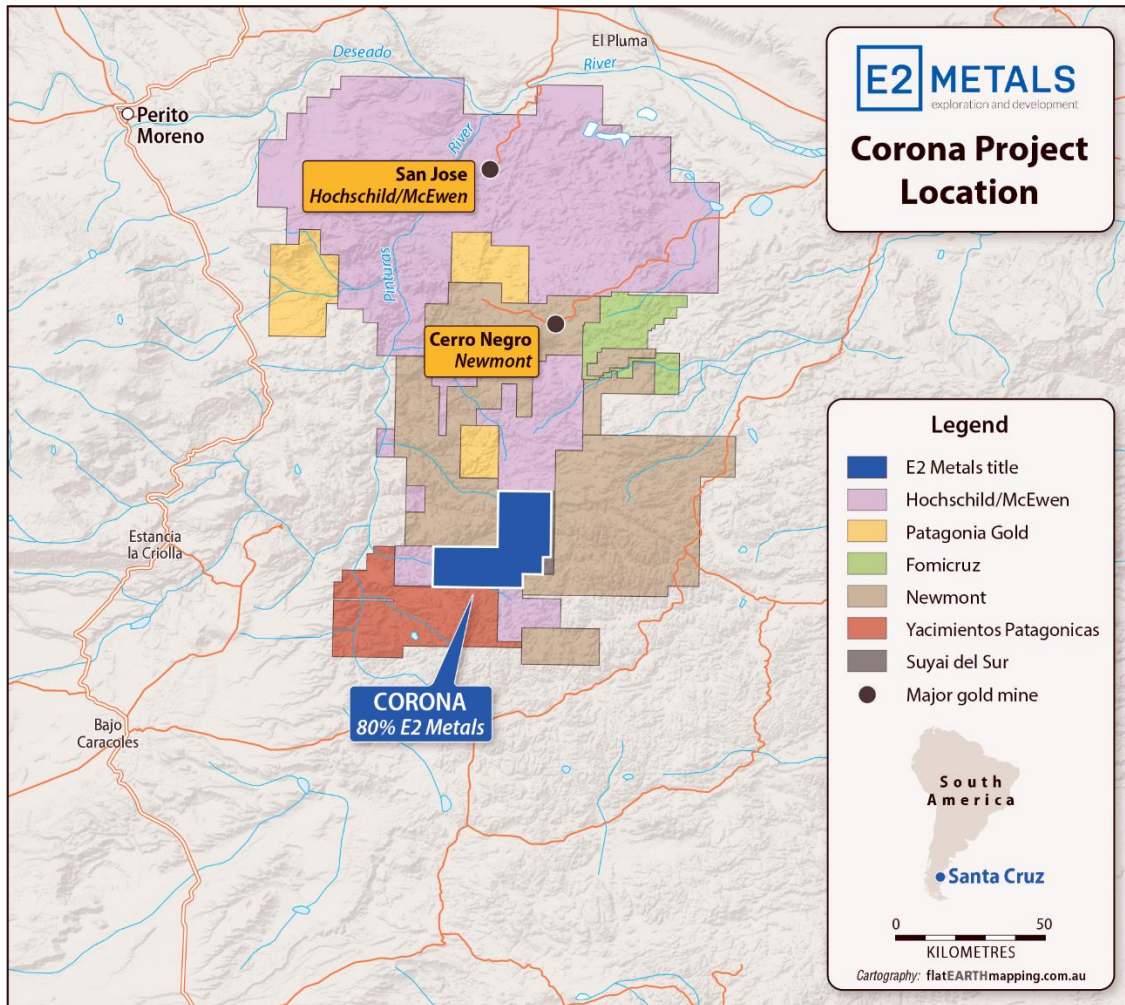 El Pluma
Deseado
River
Perito
Moreno
River
San Jose
Hochschild/McEwen
Pinturas
Cerro Negro
Newmont
Estancia
la Criolla
CORONA
80% E2 Metals
Bajo
Caracoles
E2 METALS
exploration and development
Corona Project
Location
Legend
E2 Metals title
Hochschild/McEwen
Patagonia Gold
Fomicruz
Newmont
Yacimientos Patagonicas
Suyai del Sur
Major gold mine
South
America
Santa Cruz
0 50
KILOMETRES
Cartography: flatEARTHmapping.com.au